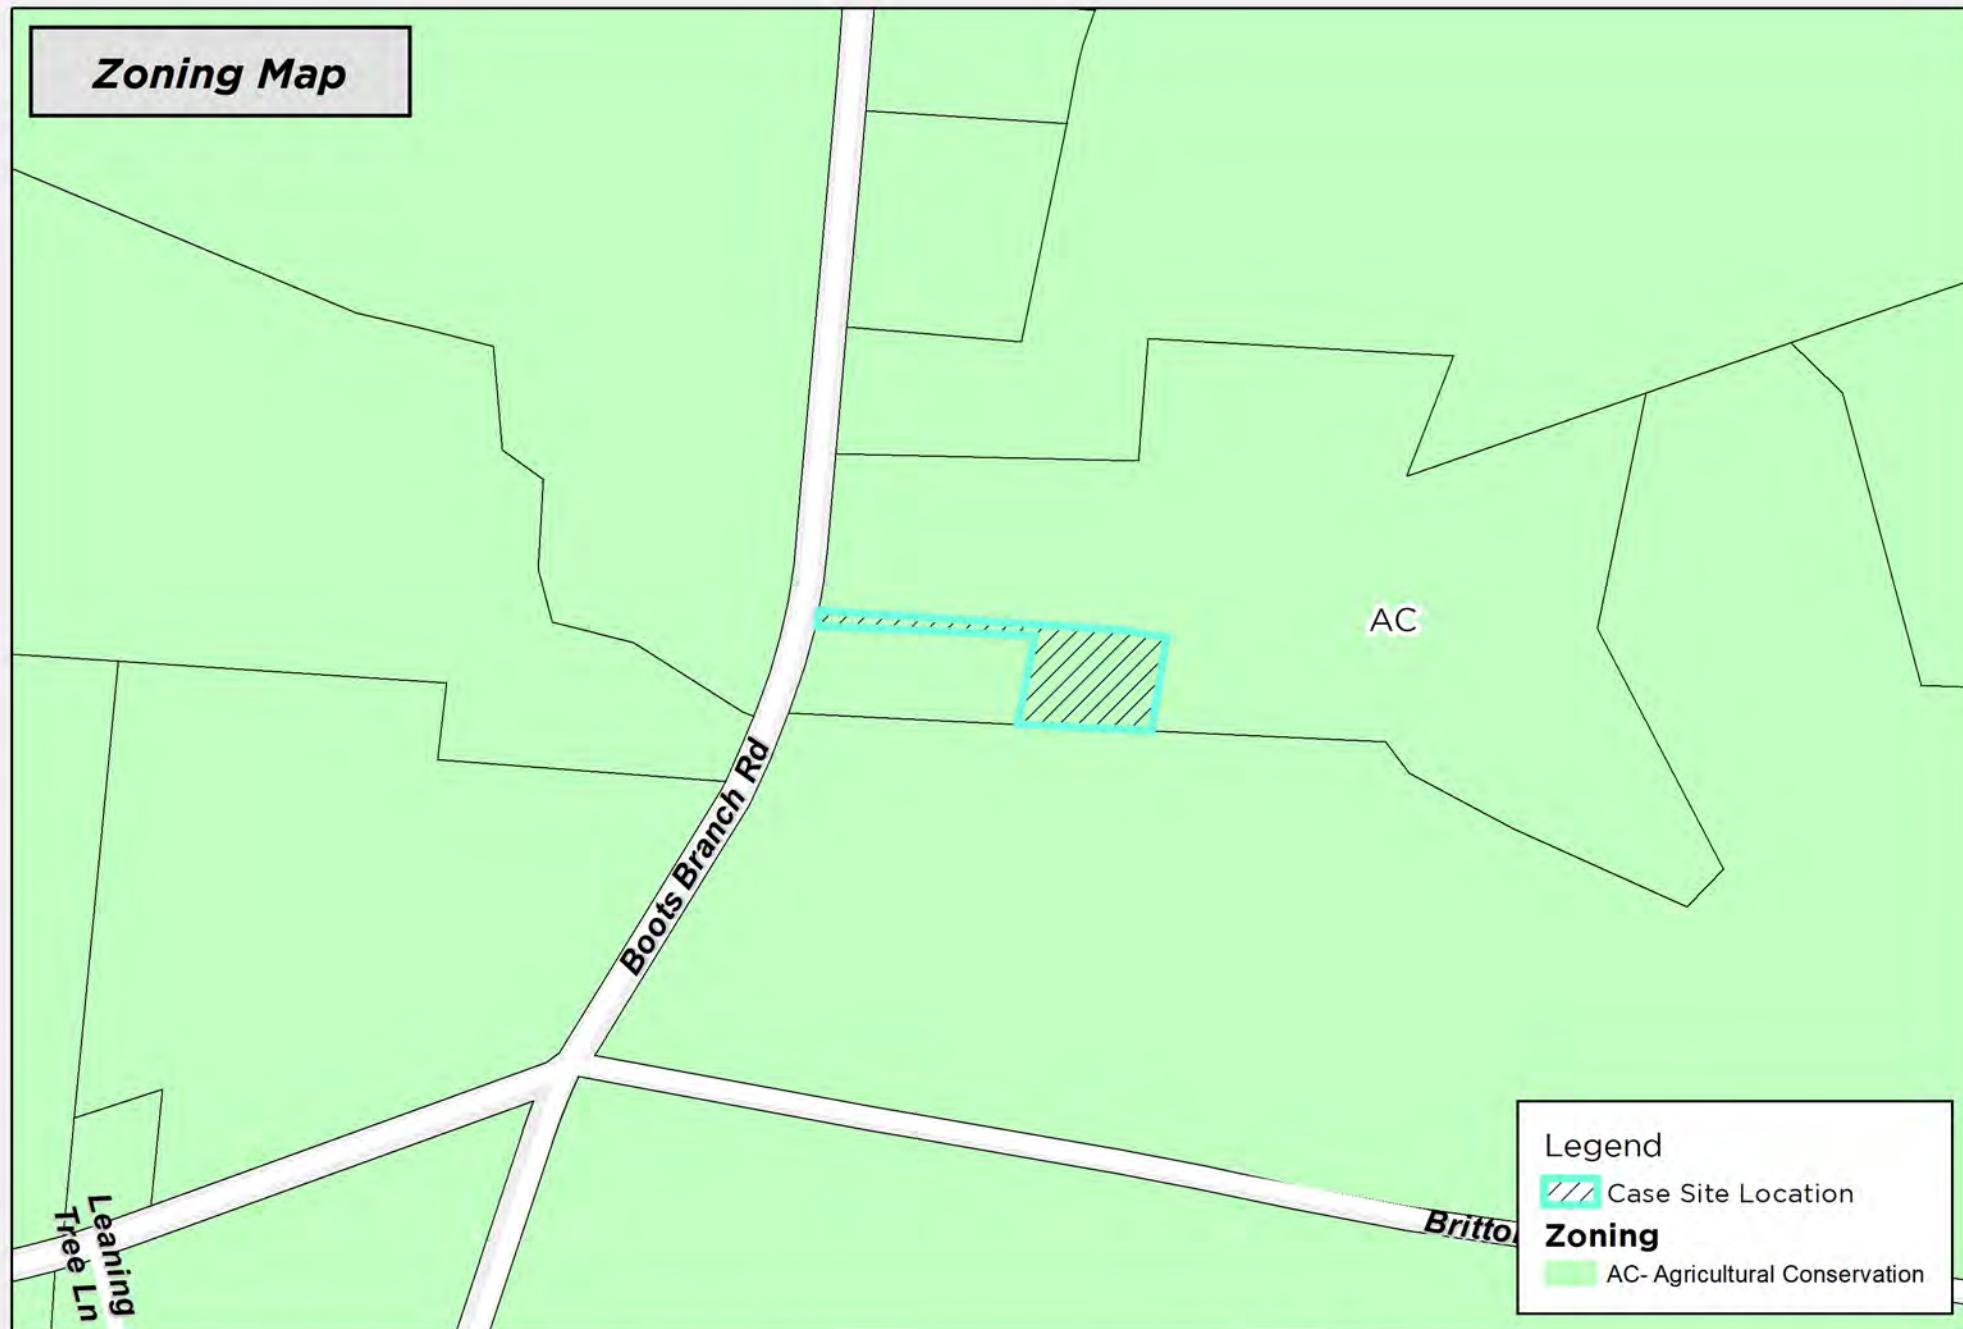 Zoning Map
AC
Boots Branch Rd
Leaning
Tree Ln
Legend
Case Site Location
Zoning
AC- Agricultural Conservation